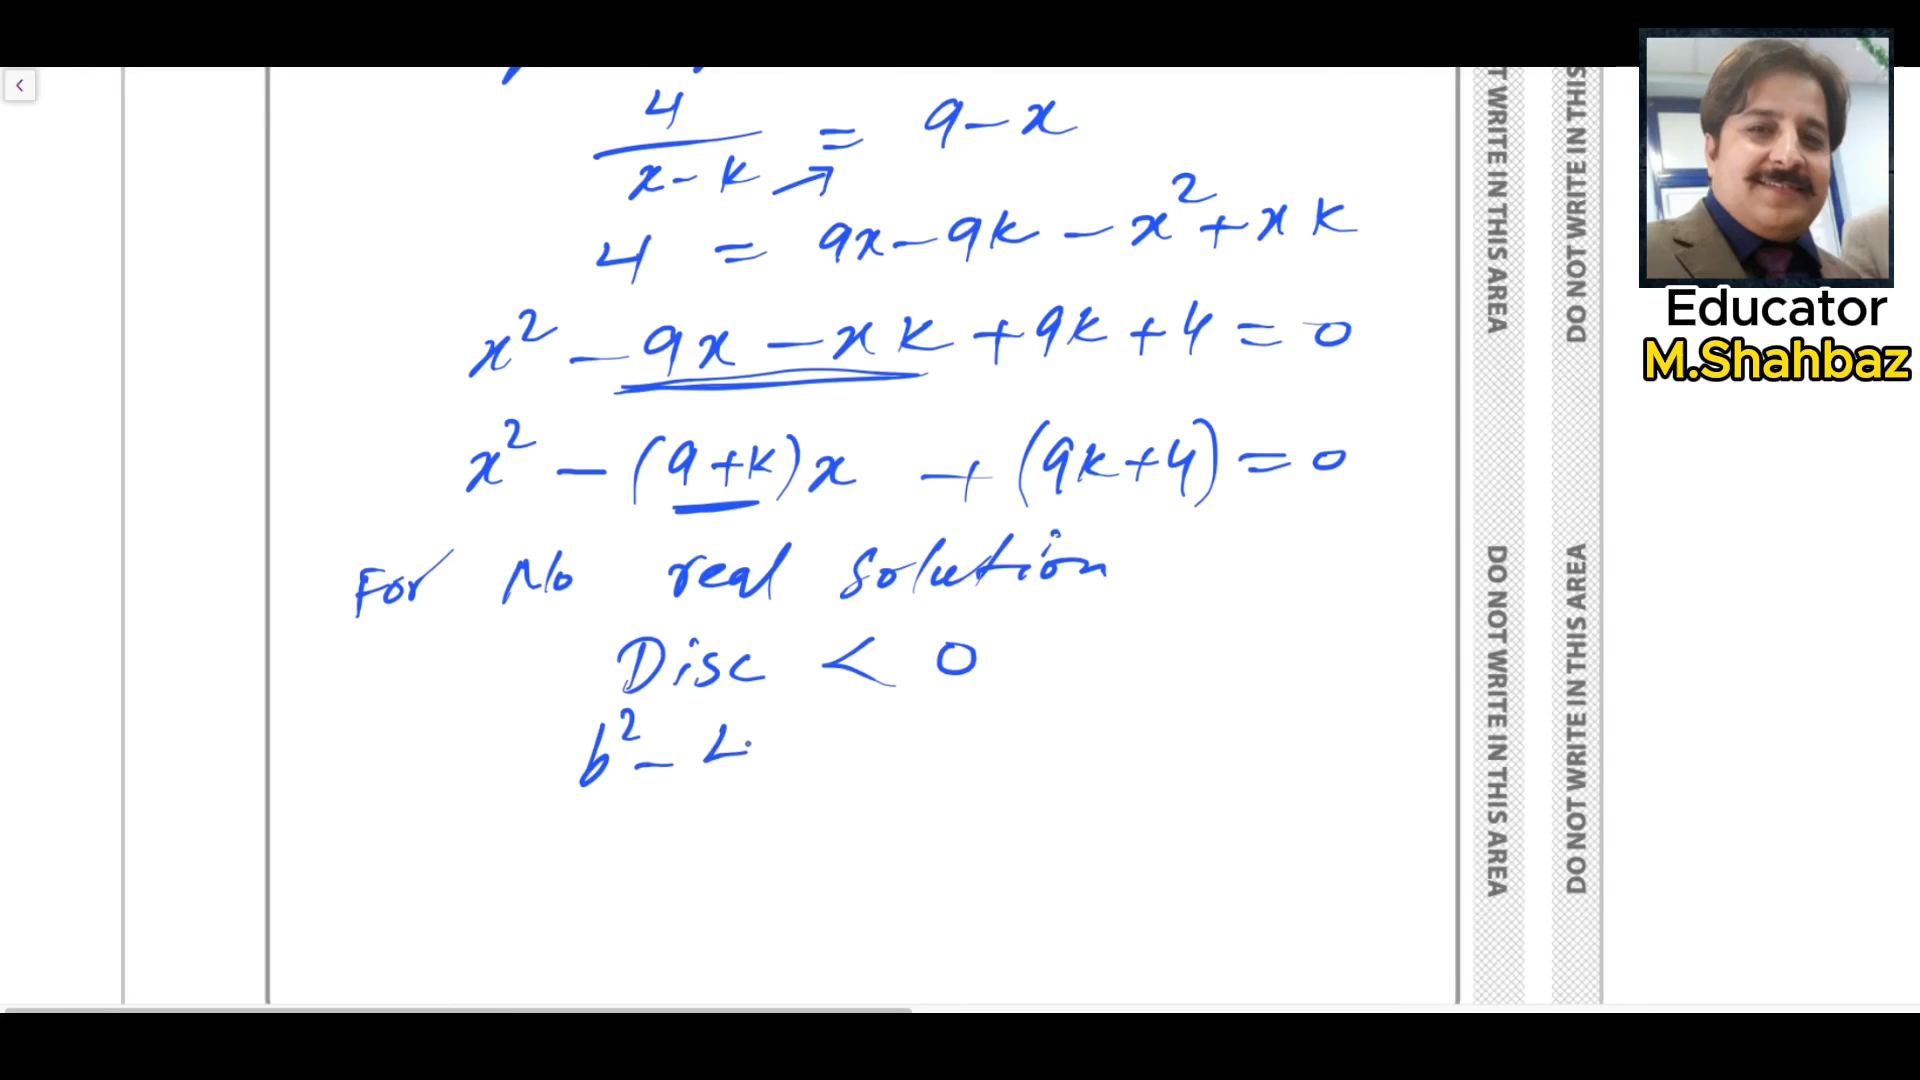 4/(x-k) = 9-x
4 = 9x-9k-x²+xk
x²-9x-xk+9k+4=0
x²-(9+k)x +(9k+4)=0
For No real solution
Disc < 0
b²-4
T WRITE IN THIS AREA
DO NOT WRITE IN THIS AREA
DO NOT WRITE IN THIS
DO NOT WRITE IN THIS AREA
Educator
M.Shahbaz